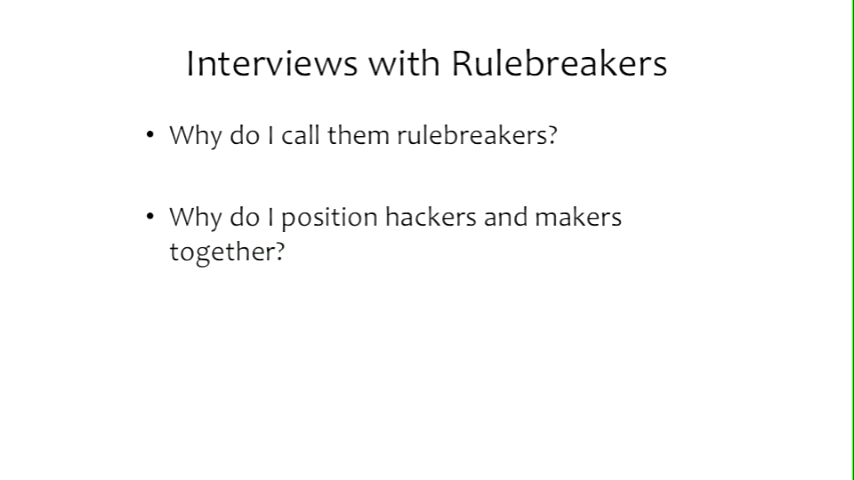 Interviews with Rulebreakers
• Why do I call them rulebreakers?
• Why do I position hackers and makers
together?